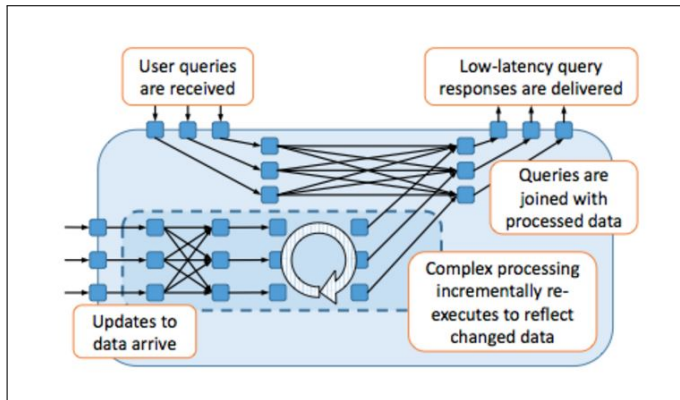 User queries
are received
Low-latency query
responses are delivered
Queries are
joined with
processed data
Complex processing
incrementally re-
executes to reflect
changed data
Updates to
data arrive